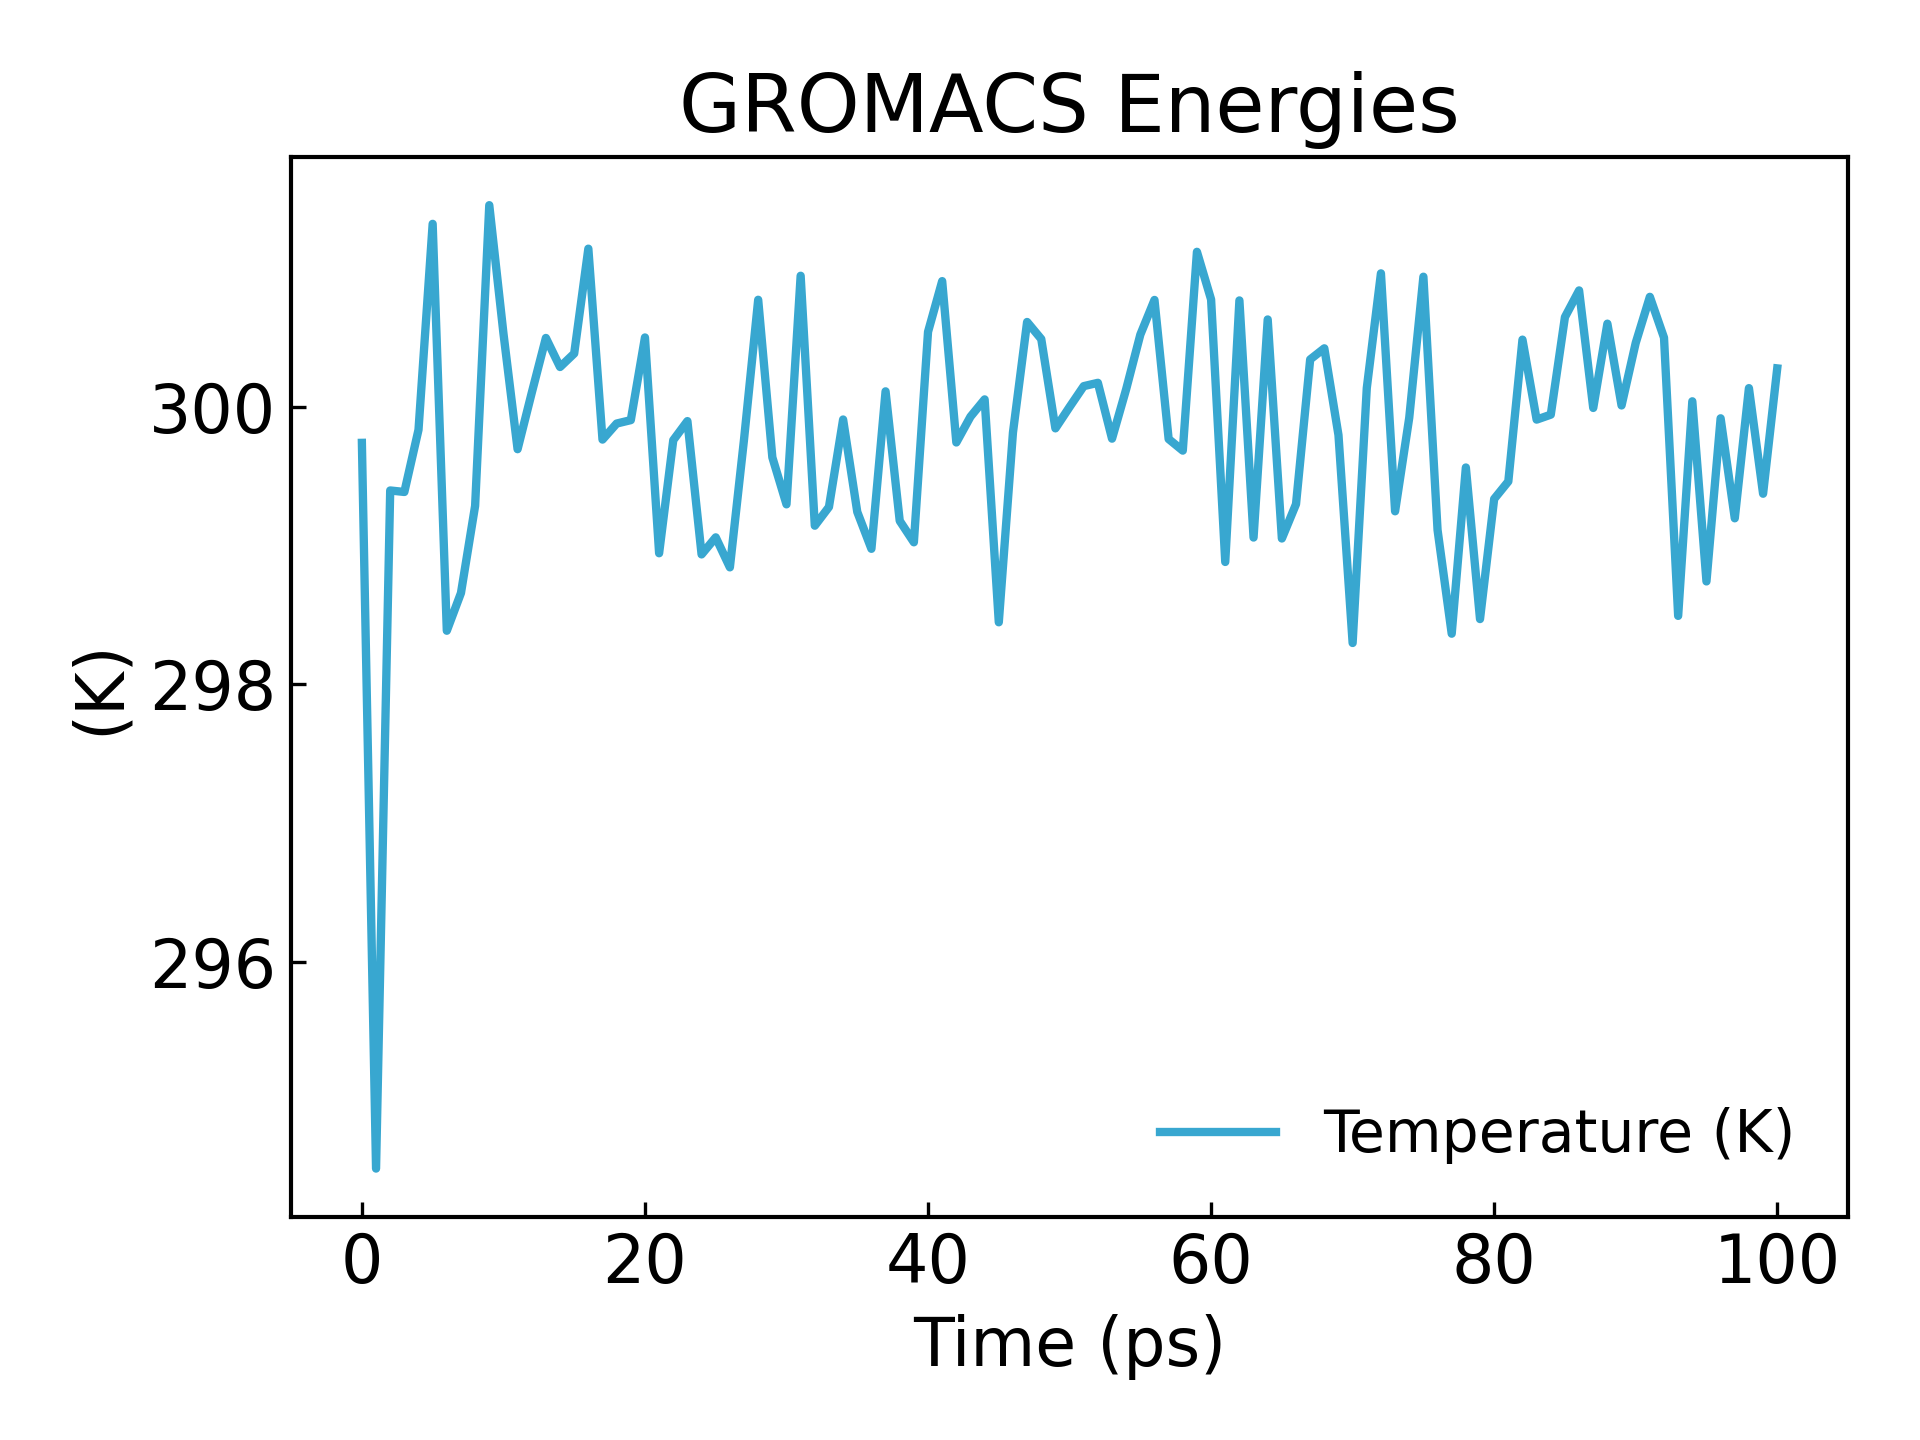 GROMACS Energies
(K)
300
298
296
Temperature (K)
0 20 40 60 80 100
Time (ps)